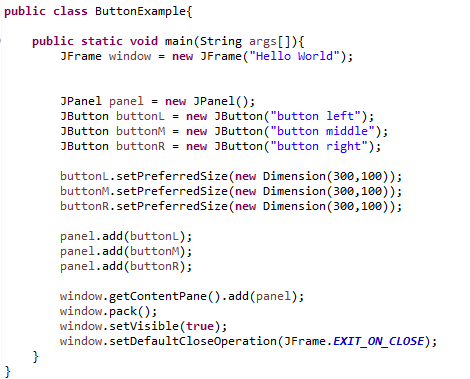 public class ButtonExample{
public static void main(String args[]){
JFrame window = new JFrame("Hello World");
JPanel panel = new JPanel();
JButton buttonL = new JButton("button left");
JButton buttonM = new JButton("button middle");
JButton buttonR = new JButton("button right");
buttonL.setPreferredSize(new Dimension(300,100));
buttonM.setPreferredSize(new Dimension(300,100));
buttonR.setPreferredSize(new Dimension(300,100));
panel.add(buttonL);
panel.add(buttonM);
panel.add(buttonR);
window.getContentPane().add(panel);
window.pack();
window.setVisible(true);
window.setDefaultCloseOperation(JFrame.EXIT_ON_CLOSE);
}
}